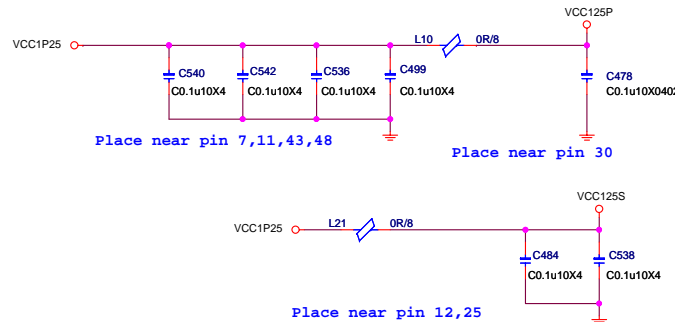 VCC125P
VCC1P25 L10 0R/8
C540 C542 C536 C499 C478
C0.1u10X4 C0.1u10X4 C0.1u10X4 C0.1u10X4 C0.1u10X0402
Place near pin 7,11,43,48
Place near pin 30
VCC125S
VCC1P25 L21 0R/8
C484 C538
C0.1u10X4 C0.1u10X4
Place near pin 12,25